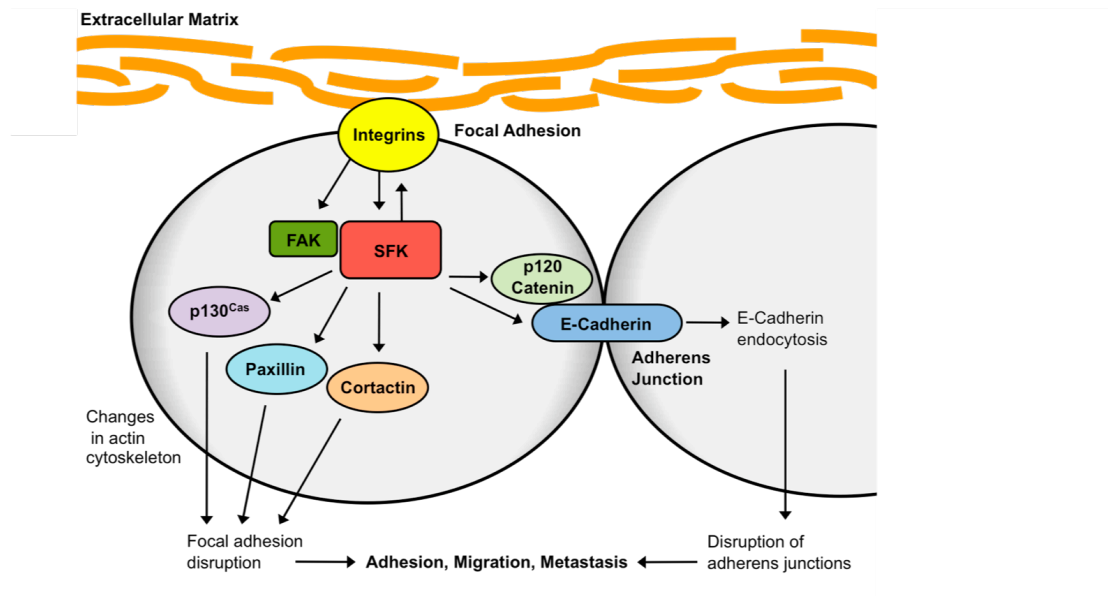 Extracellular Matrix
Integrins
Focal Adhesion
FAK
SFK
p120
Catenin
p130Cas
E-Cadherin
E-Cadherin
endocytosis
Adherens
Junction
Paxillin
Cortactin
Changes
in actin
cytoskeleton
Focal adhesion
disruption
Adhesion, Migration, Metastasis
Disruption of
adherens junctions